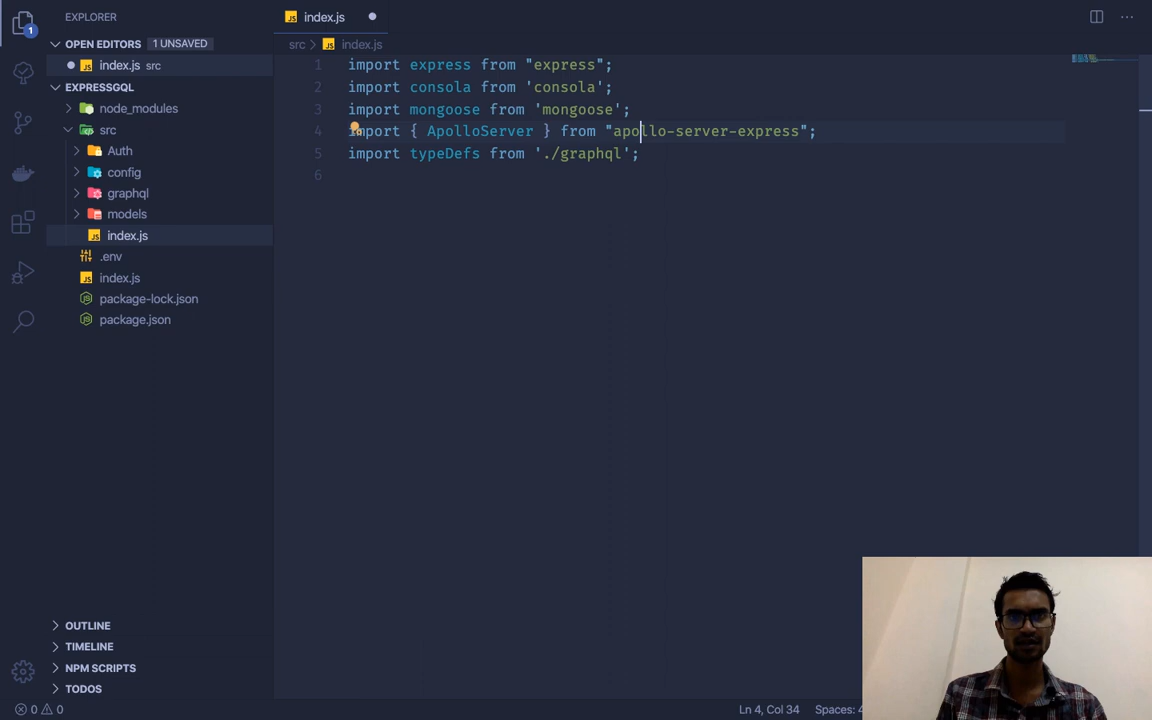 EXPLORER
index.js
OPEN EDITORS 1 UNSAVED
src index.js
index.js src
EXPRESSGQL
node_modules
src
Auth
config
graphql
models
index.js
.env
index.js
package-lock.json
package.json
1 import express from "express";
2 import consola from 'consola';
3 import mongoose from 'mongoose';
4 import { ApolloServer } from "apollo-server-express";
5 import typeDefs from './graphql';
6
OUTLINE
TIMELINE
NPM SCRIPTS
TODOS
1
0 0
Ln 4, Col 34 Spaces: 4